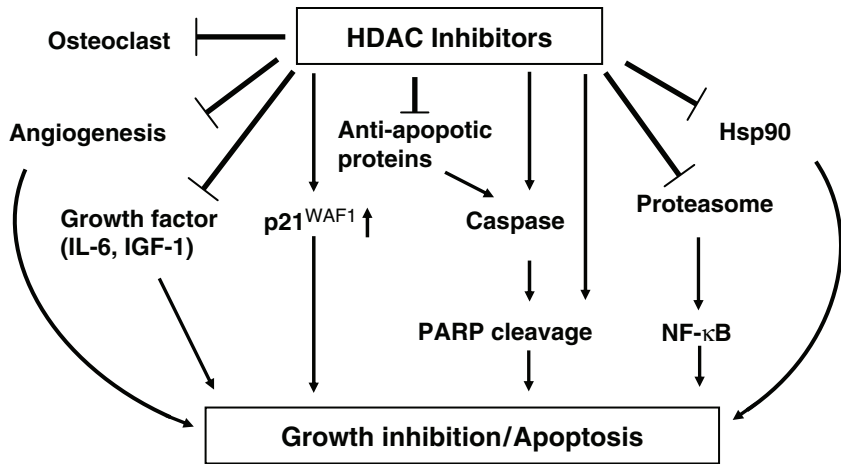 HDAC Inhibitors
Osteoclast
Angiogenesis
Anti-apopotic
proteins
Hsp90
Growth factor
(IL-6, IGF-1)
p21WAF1
Caspase
Proteasome
PARP cleavage
NF-κB
Growth inhibition/Apoptosis